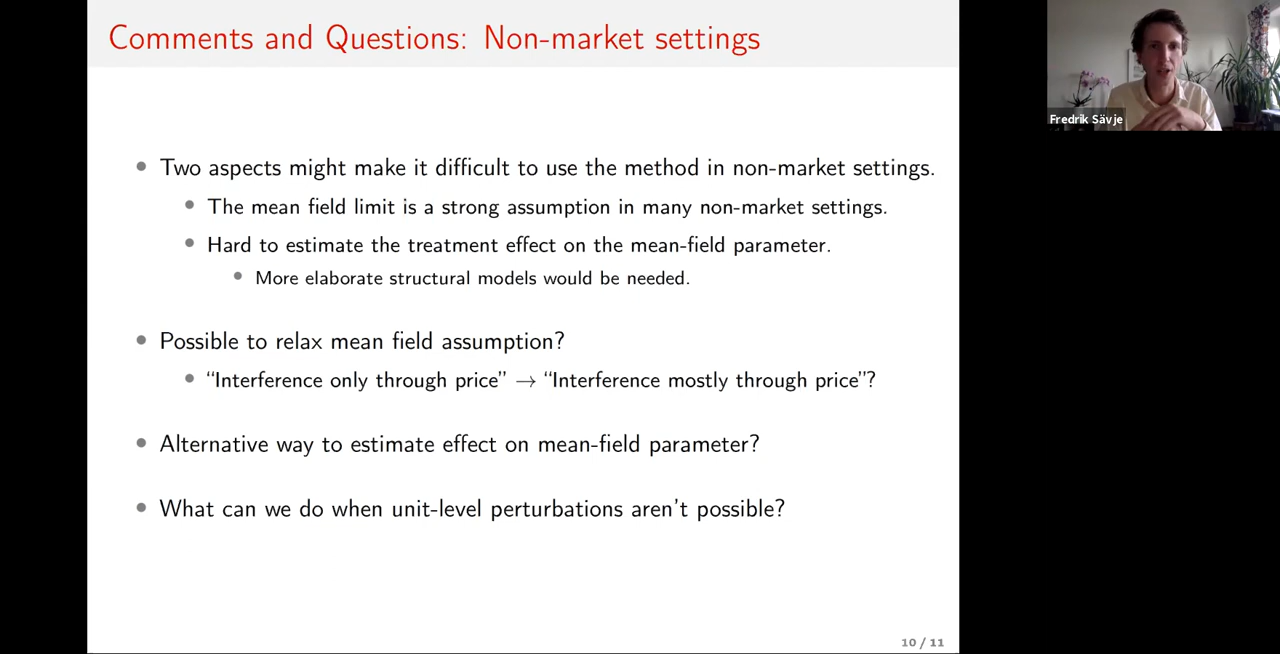 Comments and Questions: Non-market settings
Fredrik Sävje
• Two aspects might make it difficult to use the method in non-market settings.
• The mean field limit is a strong assumption in many non-market settings.
• Hard to estimate the treatment effect on the mean-field parameter.
• More elaborate structural models would be needed.
• Possible to relax mean field assumption?
• “Interference only through price” → “Interference mostly through price”?
• Alternative way to estimate effect on mean-field parameter?
• What can we do when unit-level perturbations aren’t possible?
10 / 11